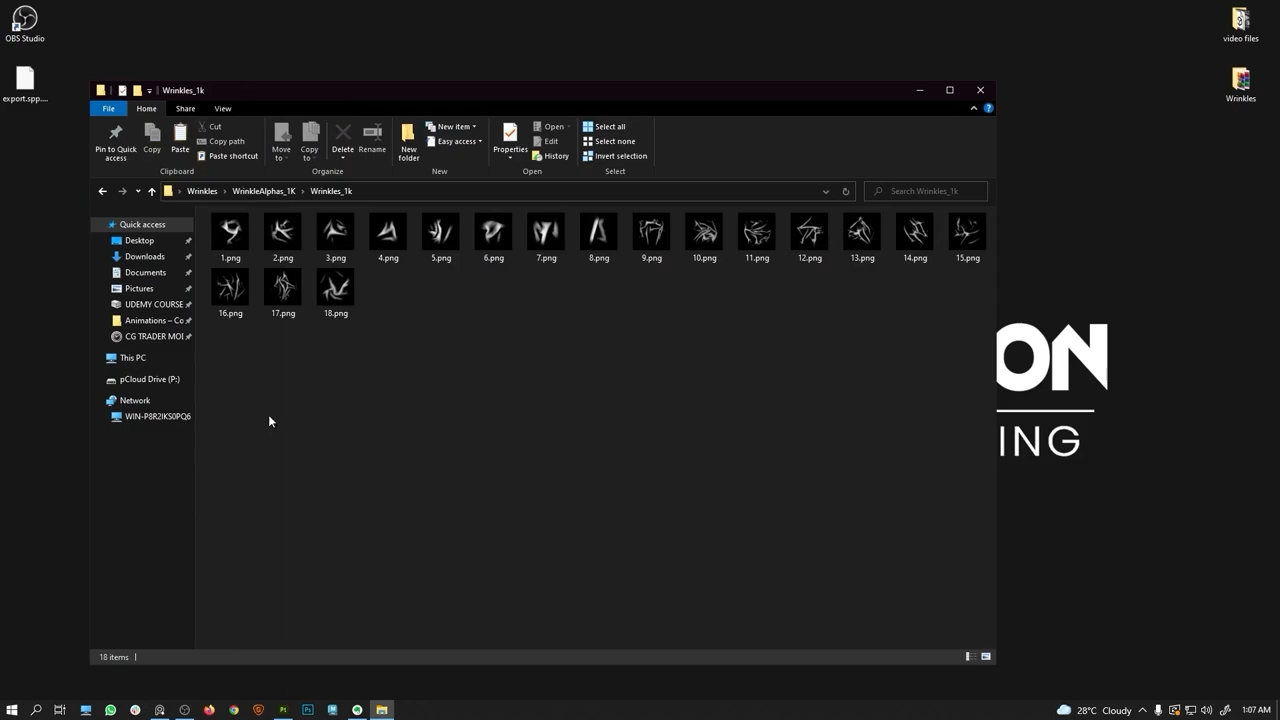 OBS Studio
export.spp....
video files
Wrinkles
Wrinkles_1k
File
Home
Share
View
Pin to Quick
access
Copy
Paste
Cut
Copy path
Paste shortcut
Clipboard
Move
to
Copy
to
Delete
Rename
Organize
New
folder
New item
Easy access
New
Properties
Open
Edit
History
Open
Select all
Select none
Invert selection
Select
Wrinkles
WrinkleAlphas_1K
Wrinkles_1k
Search Wrinkles_1k
Quick access
Desktop
Downloads
Documents
Pictures
UDEMY COURSE
Animations – Co
CG TRADER MOI
This PC
pCloud Drive (P:)
Network
WIN-P8R2IKS0PQ6
1.png
2.png
3.png
4.png
5.png
6.png
7.png
8.png
9.png
10.png
11.png
12.png
13.png
14.png
15.png
16.png
17.png
18.png
ON
ING
18 items
28°C Cloudy
1:07 AM